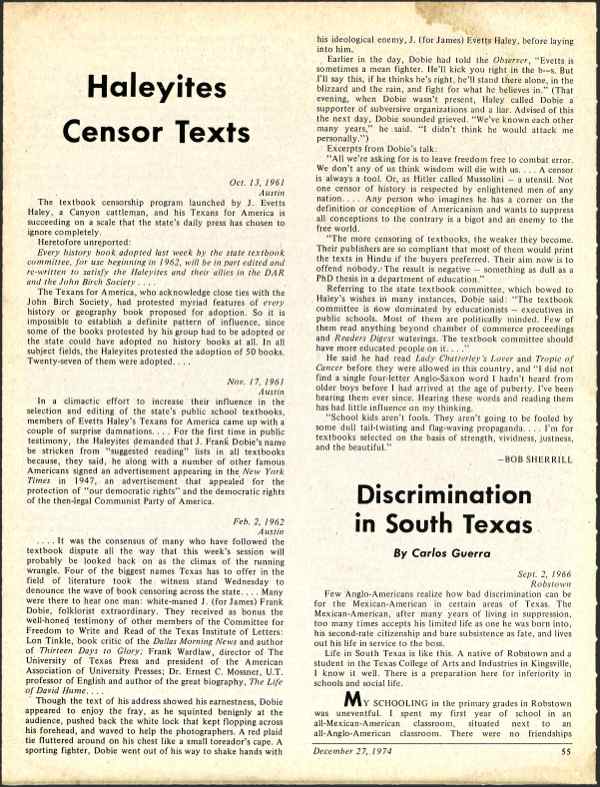 Haleyites
Censor Texts
Oct. 13, 1961
Austin
The textbook censorship program launched by J. Evetts
Haley, a Canyon cattleman, and his Texans for America is
succeeding on a scale that the state's daily press has chosen to
ignore completely.
Heretofore unreported:
Every history book adopted last week by the state textbook
committee, for use beginning in 1962, will be in part edited and
re-written to satisfy the Haleyites and their allies in the DAR
and the John Birch Society . . . .
The Texans for America, who acknowledge close ties with the
John Birch Society, had protested myriad features of every
history or geography book proposed for adoption. So it is
impossible to establish a definite pattern of influence, since
some of the books protested by his group had to be adopted or
the state could have adopted no history books at all. In all
subject fields, the Haleyites protested the adoption of 50 books.
Twenty-seven of them were adopted. . . .
Nov. 17, 1961
Austin
In a climactic effort to increase their influence in the
selection and editing of the state's public school textbooks,
members of Evetts Haley's Texans for America came up with a
couple of surprise damnations. . . . For the first time in public
testimony, the Haleyites demanded that J. Frank Dobie's name
be stricken from "suggested reading" lists in all textbooks
because, they said, he along with a number of other famous
Americans signed an advertisement appearing in the New York
Times in 1947, an advertisement that appealed for the
protection of "our democratic rights" and the democratic rights
of the then-legal Communist Party of America.
Feb. 2, 1962
Austin
. . . . It was the consensus of many who have followed the
textbook dispute all the way that this week's session will
probably be looked back on as the climax of the running
wrangle. Four of the biggest names Texas has to offer in the
field of literature took the witness stand Wednesday to
denounce the wave of book censoring across the state. . . . Many
were there to hear one man: white-maned J. (for James) Frank
Dobie, folklorist extraordinary. They received as bonus the
well-honed testimony of other members of the Committee for
Freedom to Write and Read of the Texas Institute of Letters:
Lon Tinkle, book critic of the Dallas Morning News and author
of Thirteen Days to Glory; Frank Wardlaw, director of The
University of Texas Press and president of the American
Association of University Presses; Dr. Ernest C. Mossner, U.T.
professor of English and author of the great biography, The Life
of David Hume. . . .
Though the text of his address showed his earnestness, Dobie
appeared to enjoy the fray, as he squinted benignly at the
audience, pushed back the white lock that kept flopping across
his forehead, and waved to help the photographers. A red plaid
tie fluttered around on his chest like a small toreador's cape. A
sporting fighter, Dobie went out of his way to shake hands with
his ideological enemy, J. (for James) Evetts Haley, before laying
into him.
Earlier in the day, Dobie had told the Observer, "Evetts is
sometimes a mean fighter. He'll kick you right in the b--s. But
I'll say this, if he thinks he's right, he'll stand there alone, in the
blizzard and the rain, and fight for what he believes in." (That
evening, when Dobie wasn't present, Haley called Dobie a
supporter of subversive organizations and a liar. Advised of this
the next day, Dobie sounded grieved. "We've known each other
many years," he said. "I didn't think he would attack me
personally.")
Excerpts from Dobie's talk:
"All we're asking for is to leave freedom free to combat error.
We don't any of us think wisdom will die with us. . . . A censor
is always a tool. Or, as Hitler called Mussolini – a utensil. Not
one censor of history is respected by enlightened men of any
nation. . . . Any person who imagines he has a corner on the
definition or conception of Americanism and wants to suppress
all conceptions to the contrary is a bigot and an enemy to the
free world.
"The more censoring of textbooks, the weaker they become.
Their publishers are so compliant that most of them would print
the texts in Hindu if the buyers preferred. Their aim now is to
offend nobody. The result is negative – something as dull as a
PhD thesis in a department of education."
Referring to the state textbook committee, which bowed to
Haley's wishes in many instances, Dobie said: "The textbook
committee is now dominated by educationists – executives in
public schools. Most of them are politically minded. Few of
them read anything beyond chamber of commerce proceedings
and Readers Digest waterings. The textbook committee should
have more educated people on it. . . ."
He said he had read Lady Chatterley's Lover and Tropic of
Cancer before they were allowed in this country, and "I did not
find a single four-letter Anglo-Saxon word I hadn't heard from
older boys before I had arrived at the age of puberty. I've been
hearing them ever since. Hearing these words and reading them
has had little influence on my thinking.
"School kids aren't fools. They aren't going to be fooled by
some dull tail-twisting and flag-waving propaganda. . . . I'm for
textbooks selected on the basis of strength, vividness, justness,
and the beautiful."
–BOB SHERRILL
Discrimination
in South Texas
By Carlos Guerra
Sept. 2, 1966
Robstown
Few Anglo-Americans realize how bad discrimination can be
for the Mexican-American in certain areas of Texas. The
Mexican-American, after many years of living in suppression,
too many times accepts his limited life as one he was born into,
his second-rate citizenship and bare subsistence as fate, and lives
out his life in service to the boss.
Life in South Texas is like this. A native of Robstown and a
student in the Texas College of Arts and Industries in Kingsville,
I know it well. There is a preparation here for inferiority in
schools and social life.
MY SCHOOLING in the primary grades in Robstown
was uneventful. I spent my first year of school in an
all-Mexican-American classroom, situated next to an
all-Anglo-American classroom. There were no friendships
December 27, 1974
55